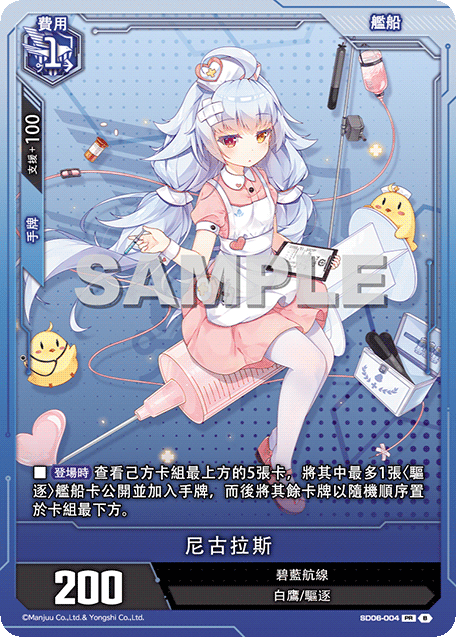 費用
艦船
1
支援+100
手牌
SAMPLE
■ 登場時 查看己方卡組最上方的5張卡，將其中最多1張〈驅
逐〉艦船卡公開並加入手牌，而後將其餘卡牌以隨機順序置
於卡組最下方。
尼古拉斯
200
碧藍航線
白鷹/驅逐
©Manjuu Co.,Ltd. & Yongshi Co.,Ltd.
SD06-004 PR B